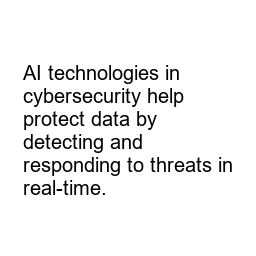 AI technologies in
cybersecurity help
protect data by
detecting and
responding to threats in
real-time.